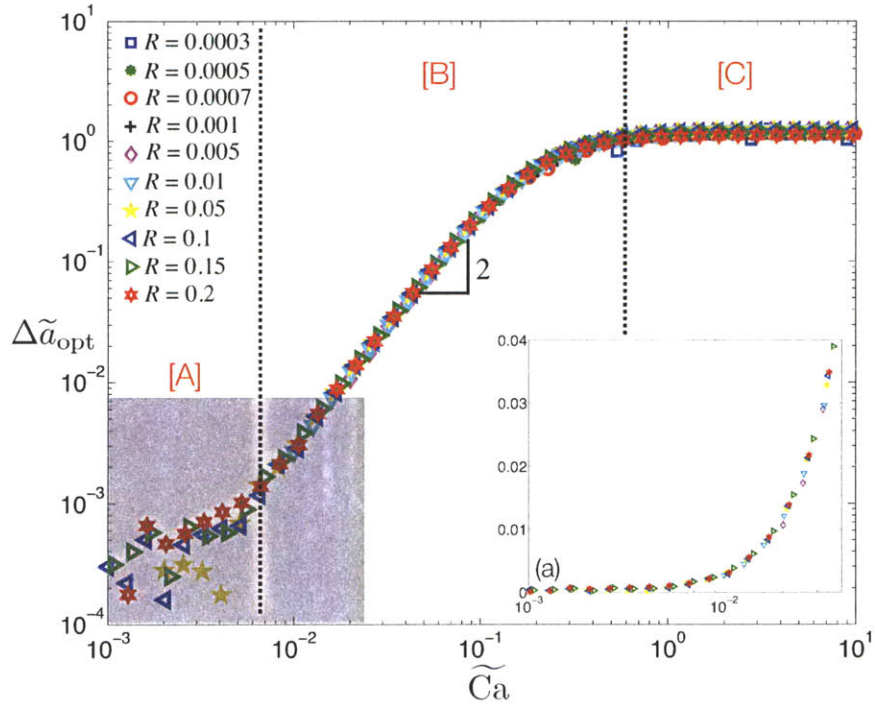 10^1
10^0
10^-1
10^-2
10^-3
10^-4
Δã_opt
R = 0.0003
R = 0.0005
R = 0.0007
R = 0.001
R = 0.005
R = 0.01
R = 0.05
R = 0.1
R = 0.15
R = 0.2
[A]
[B]
[C]
2
0.04
0.03
0.02
0.01
0
(a)
10^-3 10^-2
10^-3 10^-2 10^-1 10^0 10^1
C͠a